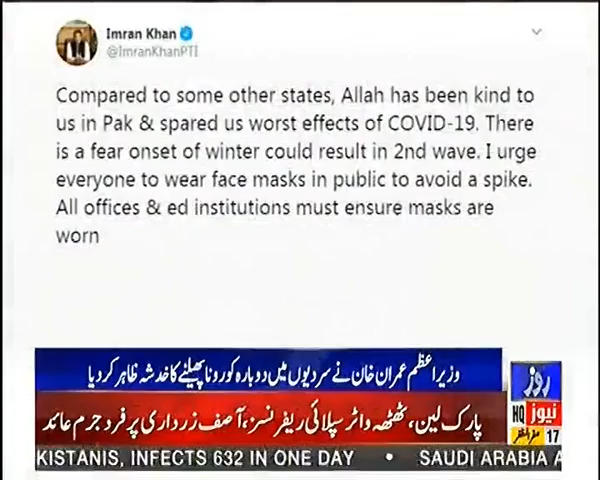 Imran Khan
@ImranKhanPTI
Compared to some other states, Allah has been kind to
us in Pak & spared us worst effects of COVID-19. There
is a fear onset of winter could result in 2nd wave. I urge
everyone to wear face masks in public to avoid a spike.
All offices & ed institutions must ensure masks are
worn
وزیراعظم عمران خان نے سردیوں میں دوبارہ کورونا پھیلنے کا خدشہ ظاہر کردیا
روز
پارک لین، ٹھٹھہ واٹر سپلائی ریفرنسز، آصف زرداری پر فرد جرم عائد
HQ نیوز
17 صفر المظفر
KISTANIS, INFECTS 632 IN ONE DAY • SAUDI ARABIA A